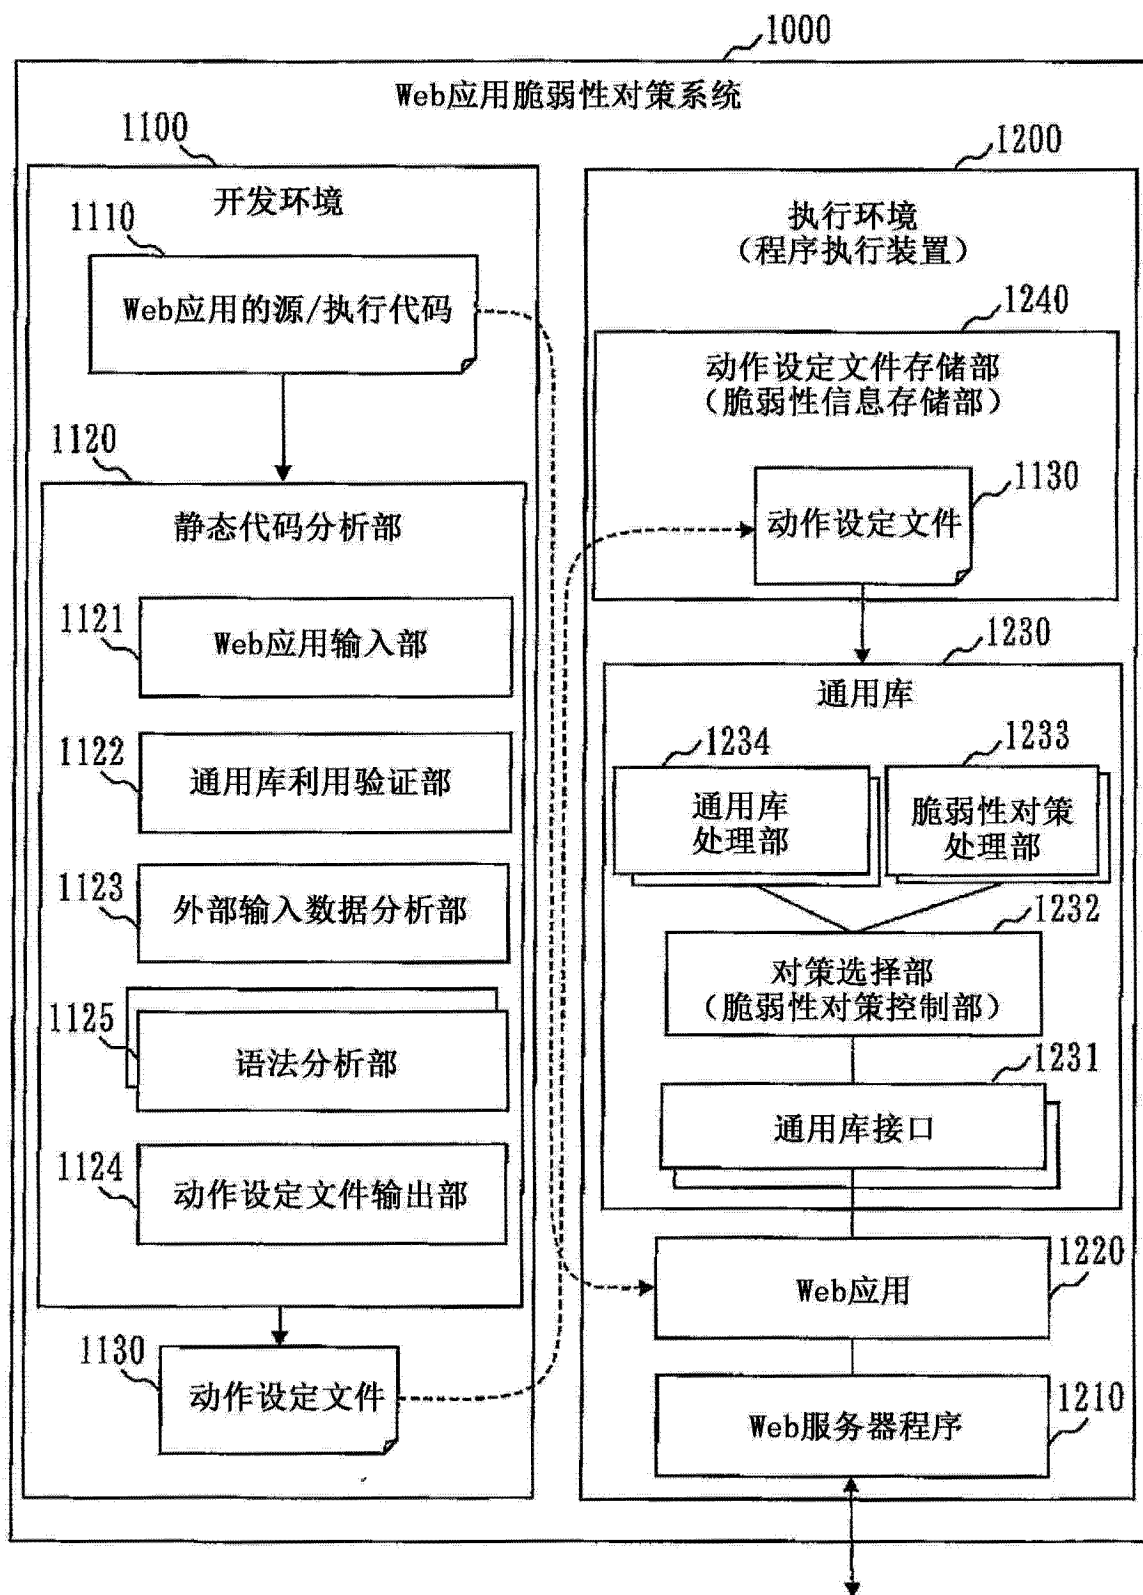 1000
Web应用脆弱性对策系统
1100
开发环境
1110
Web应用的源/执行代码
1120
静态代码分析部
1121
Web应用输入部
1122
通用库利用验证部
1123
外部输入数据分析部
1125
语法分析部
1124
动作设定文件输出部
1130
动作设定文件
1200
执行环境
（程序执行装置）
1240
动作设定文件存储部
（脆弱性信息存储部）
1130
动作设定文件
1230
通用库
1234
通用库
处理部
1233
脆弱性对策
处理部
1232
对策选择部
（脆弱性对策控制部）
1231
通用库接口
1220
Web应用
1210
Web服务器程序